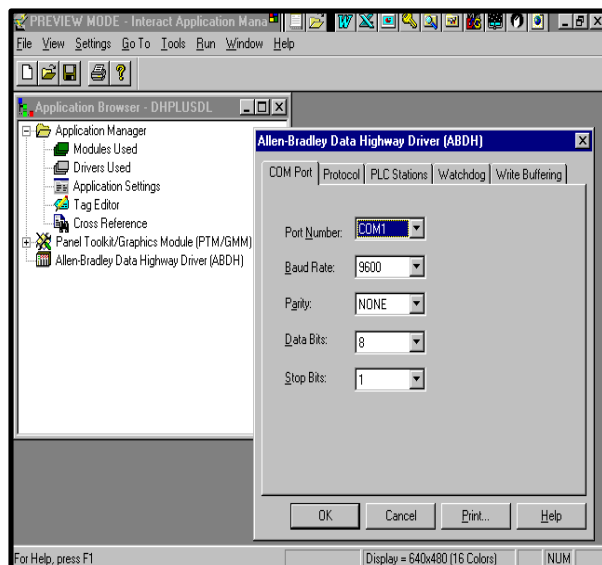 PREVIEW MODE - Interact Application Mana
File View Settings Go To Tools Run Window Help
Application Browser - DHPLUSDL
Application Manager
Modules Used
Drivers Used
Application Settings
Tag Editor
Cross Reference
Panel Toolkit/Graphics Module (PTM/GMM)
Allen-Bradley Data Highway Driver (ABDH)
Allen-Bradley Data Highway Driver (ABDH)
COM Port Protocol PLC Stations Watchdog Write Buffering
Port Number: COM1
Baud Rate: 9600
Parity: NONE
Data Bits: 8
Stop Bits: 1
OK Cancel Print... Help
For Help, press F1 Display = 640x480 (16 Colors) NUM